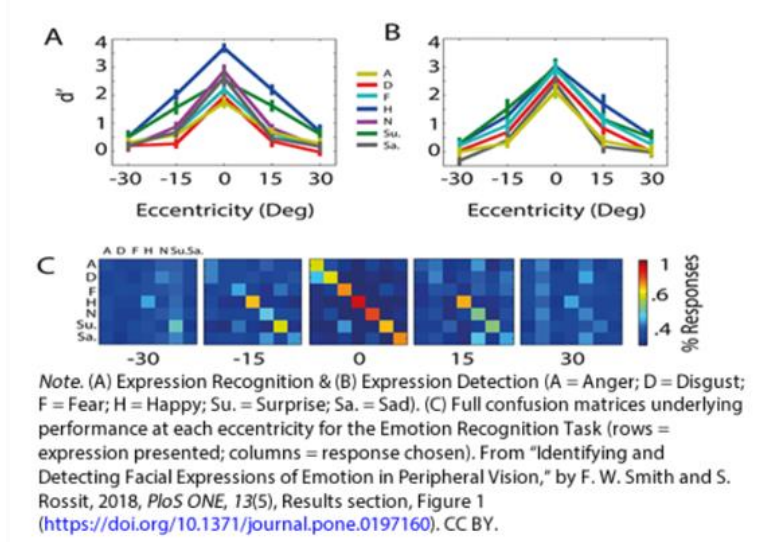 A
B
4
3
2
1
0
d'
-30 -15 0 15 30
Eccentricity (Deg)
A
D
F
H
N
Su.
Sa.
4
3
2
1
0
-30 -15 0 15 30
Eccentricity (Deg)
C
A D F H N Su.Sa.
A
D
F
H
N
Su.
Sa.
-30 -15 0 15 30
1
.6
.4
% Responses
Note. (A) Expression Recognition & (B) Expression Detection (A = Anger; D = Disgust;
F = Fear; H = Happy; Su. = Surprise; Sa. = Sad). (C) Full confusion matrices underlying
performance at each eccentricity for the Emotion Recognition Task (rows =
expression presented; columns = response chosen). From "Identifying and
Detecting Facial Expressions of Emotion in Peripheral Vision," by F. W. Smith and S.
Rossit, 2018, PloS ONE, 13(5), Results section, Figure 1
(https://doi.org/10.1371/journal.pone.0197160). CC BY.